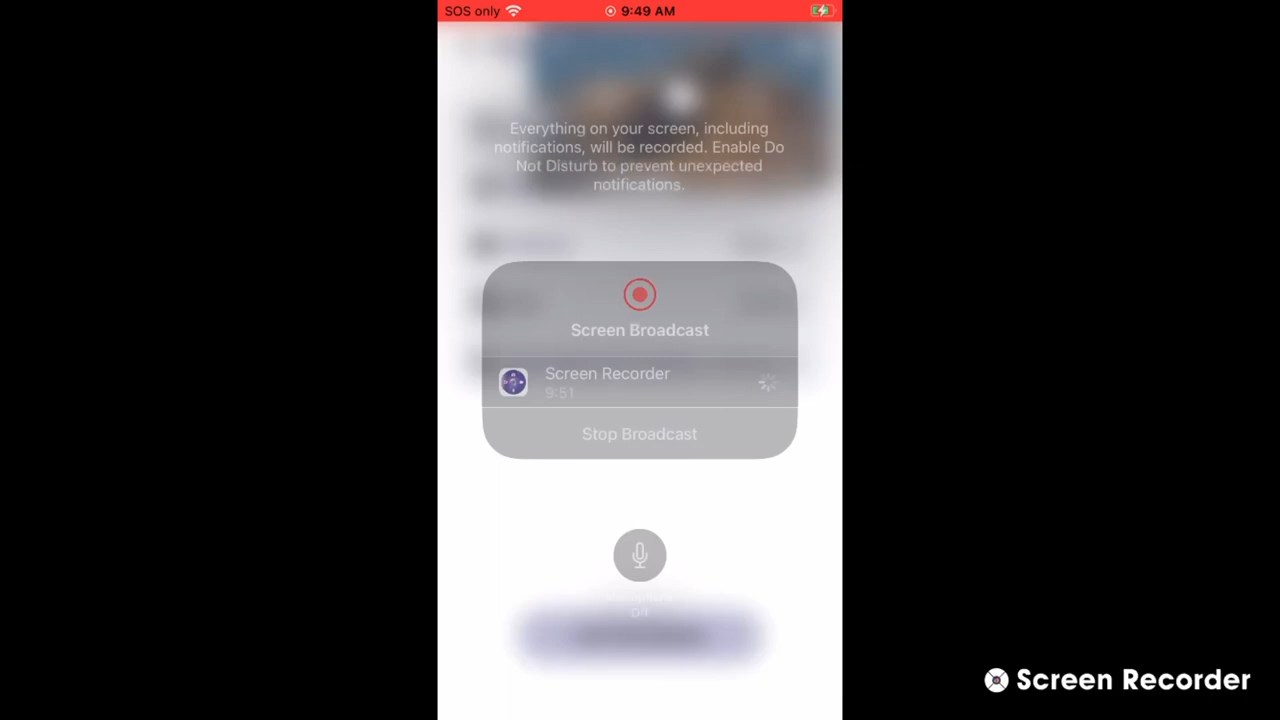 SOS only
9:49 AM
Everything on your screen, including
notifications, will be recorded. Enable Do
Not Disturb to prevent unexpected
notifications.
Screen Broadcast
Screen Recorder
9:51
Stop Broadcast
Off
Screen Recorder